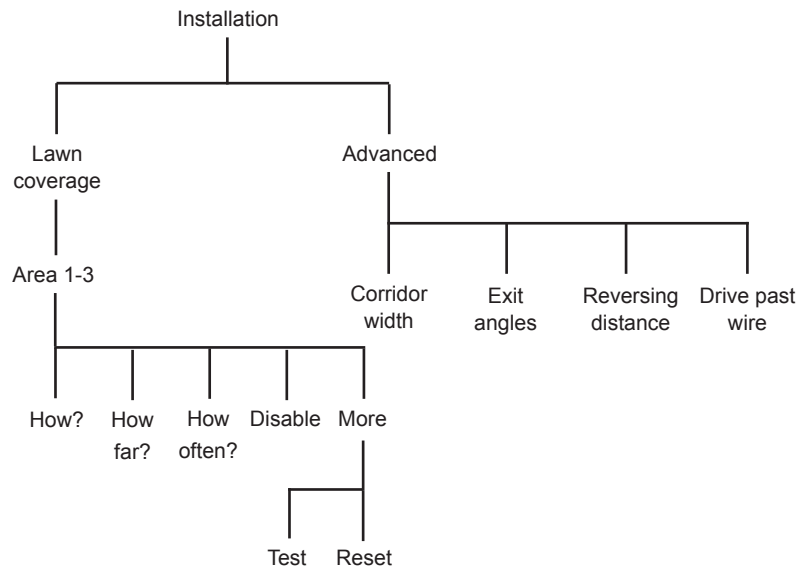 Installation
Lawn
coverage
Advanced
Area 1-3
Corridor
width
Exit
angles
Reversing
distance
Drive past
wire
How?
How
far?
How
often?
Disable
More
Test
Reset